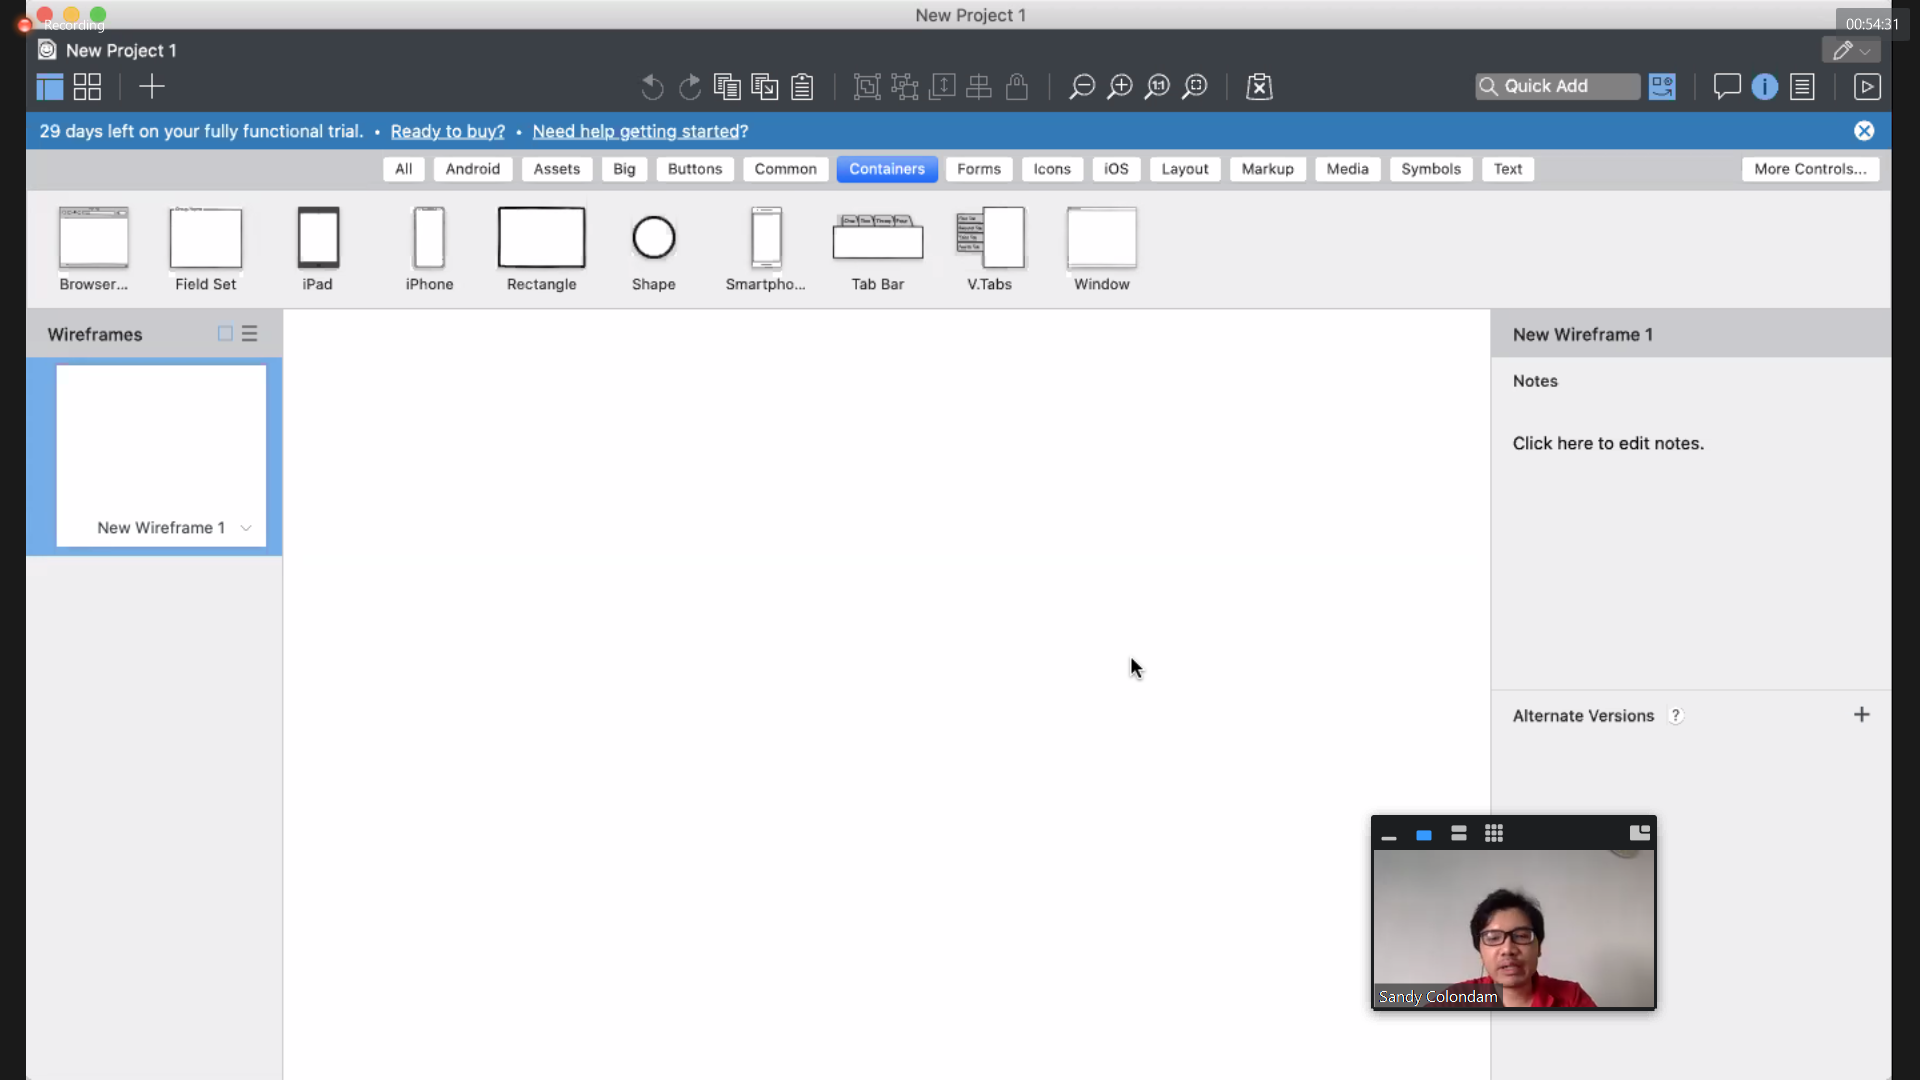 New Project 1
Recording
00:54:31
New Project 1
Quick Add
29 days left on your fully functional trial. • Ready to buy? • Need help getting started?
All Android Assets Big Buttons Common Containers Forms Icons iOS Layout Markup Media Symbols Text More Controls...
Browser... Field Set iPad iPhone Rectangle Shape Smartpho... Tab Bar V.Tabs Window
Wireframes
New Wireframe 1
New Wireframe 1
Notes
Click here to edit notes.
Alternate Versions ?
Sandy Colondam